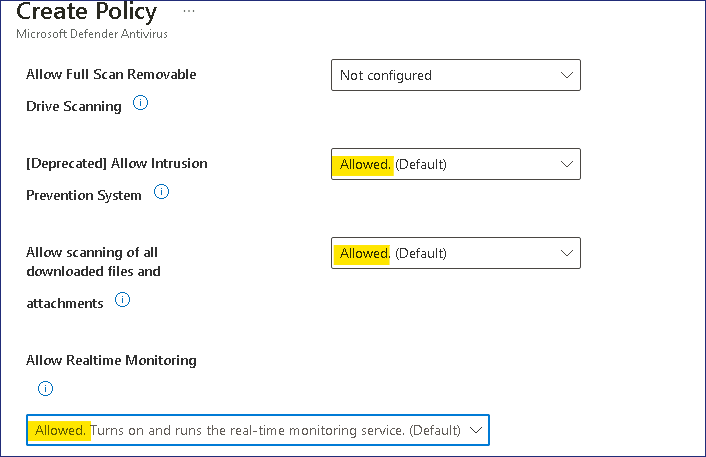 Create Policy ...
Microsoft Defender Antivirus
Allow Full Scan Removable
Not configured
Drive Scanning
[Deprecated] Allow Intrusion
Allowed. (Default)
Prevention System
Allow scanning of all
Allowed. (Default)
downloaded files and
attachments
Allow Realtime Monitoring
Allowed. Turns on and runs the real-time monitoring service. (Default)